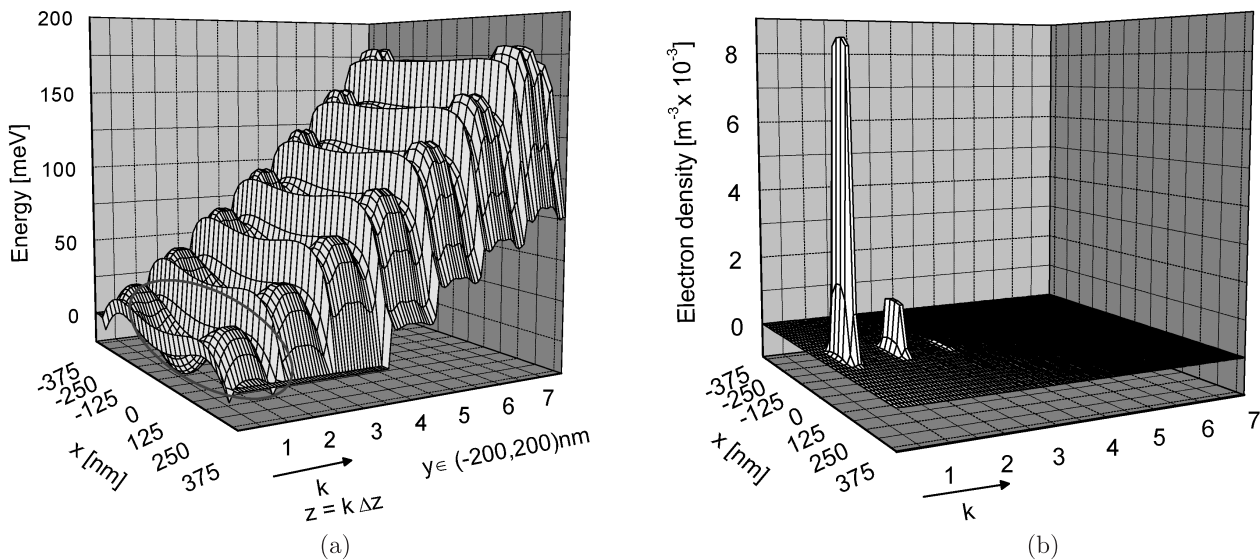 200
150
100
50
0
Energy [meV]
-375
-250
-125
0
125
250
375
x [nm]
1 2 3 4 5 6 7
k
z = k Δz
y∈ (-200,200)nm
(a)
8
6
4
2
0
Electron density [m⁻³x 10⁻³]
-375
-250
-125
0
125
250
375
x [nm]
1 2 3 4 5 6 7
k
(b)